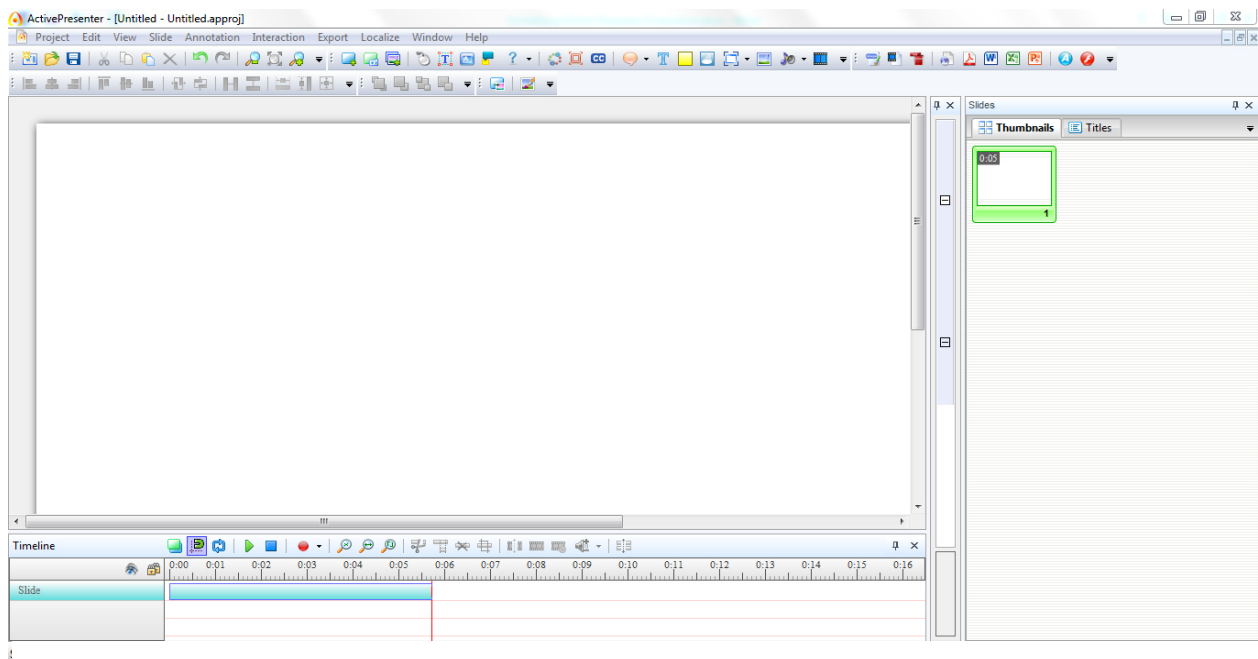 ActivePresenter - [Untitled - Untitled.approj]
Project Edit View Slide Annotation Interaction Export Localize Window Help
Slides
Thumbnails Titles
0:05
1
Timeline
0:00 0:01 0:02 0:03 0:04 0:05 0:06 0:07 0:08 0:09 0:10 0:11 0:12 0:13 0:14 0:15 0:16
Slide